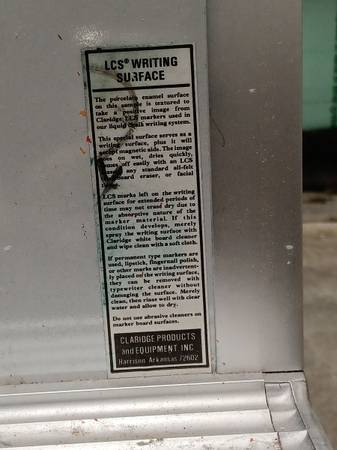 LCS® WRITING
SURFACE
The porcelain enamel surface
on this sample is textured to
take a positive image from
Claridge LCS markers used in
our liquid chalk writing system.
This special surface serves as a
writing surface, plus it will
accept magnetic aids. The image
goes on wet, dries quickly,
comes off easily with an LCS
any standard all-felt
board eraser, or facial
LCS marks left on the writing
surface for extended periods of
time may not erase dry due to
the absorptive nature of the
marker material. If this
condition develops, merely
spray the writing surface with
Claridge white board cleaner
and wipe clean with a soft cloth.
If permanent type markers are
used, lipstick, fingernail polish,
or other marks are inadvertent-
ly placed on the writing surface,
they can be removed with
typewriter cleaner without
damaging the surface. Merely
clean, then rinse well with clear
water and allow to dry.
Do not use abrasive cleaners on
marker board surfaces.
CLARIDGE PRODUCTS
and EQUIPMENT INC.
Harrison, Arkansas 72602